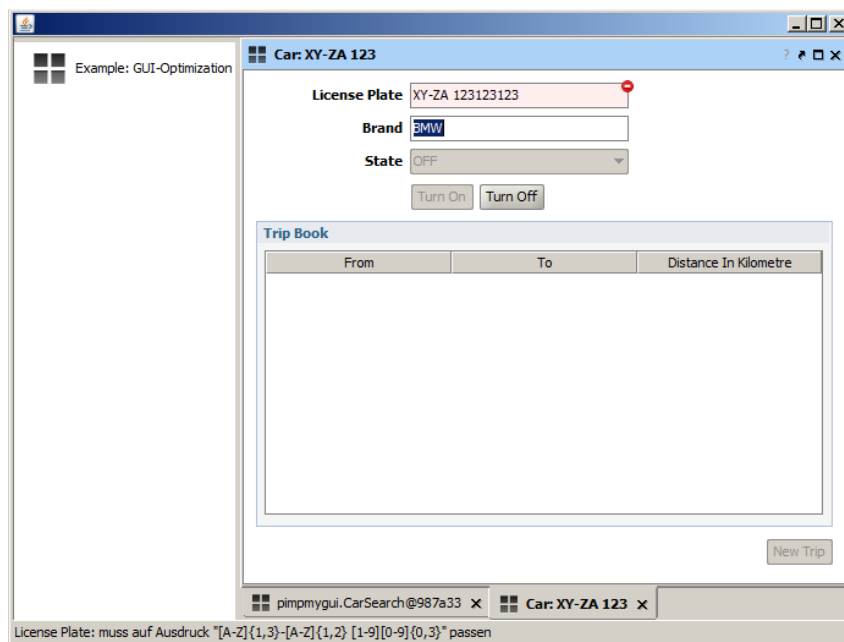 Example: GUI-Optimization
Car: XY-ZA 123
?
License Plate XY-ZA 123123123
Brand BMW
State OFF
Turn On Turn Off
Trip Book
From To Distance In Kilometre
New Trip
pimpmygui.CarSearch@987a33 Car: XY-ZA 123
License Plate: muss auf Ausdruck "[A-Z]{1,3}-[A-Z]{1,2} [1-9][0-9]{0,3}" passen